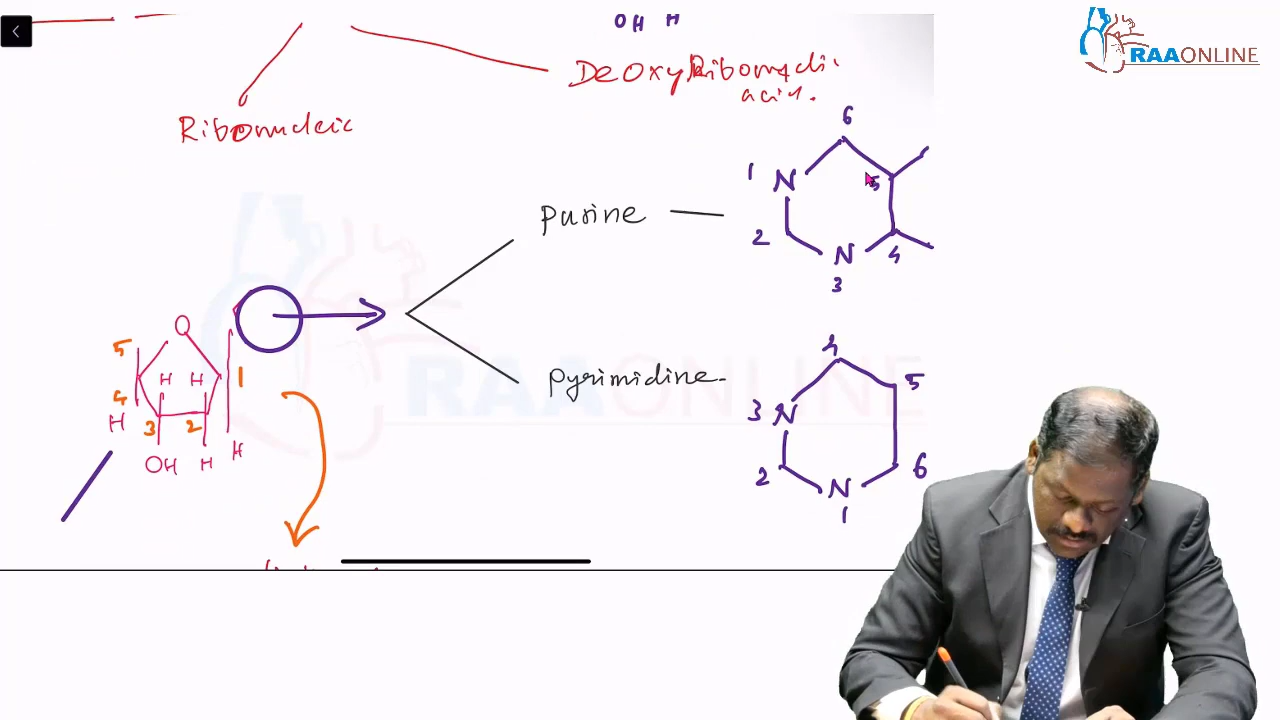 OH H
RAAONLINE
DeoxyRibonucleic
acid.
Ribonucleic
6
1 N 5
Purine
2 N 4
3
O
5
H H 1
4
H 3 2
OH H H
Pyrimidine
4
3 N 5
2 N 6
1
RAAONLINE